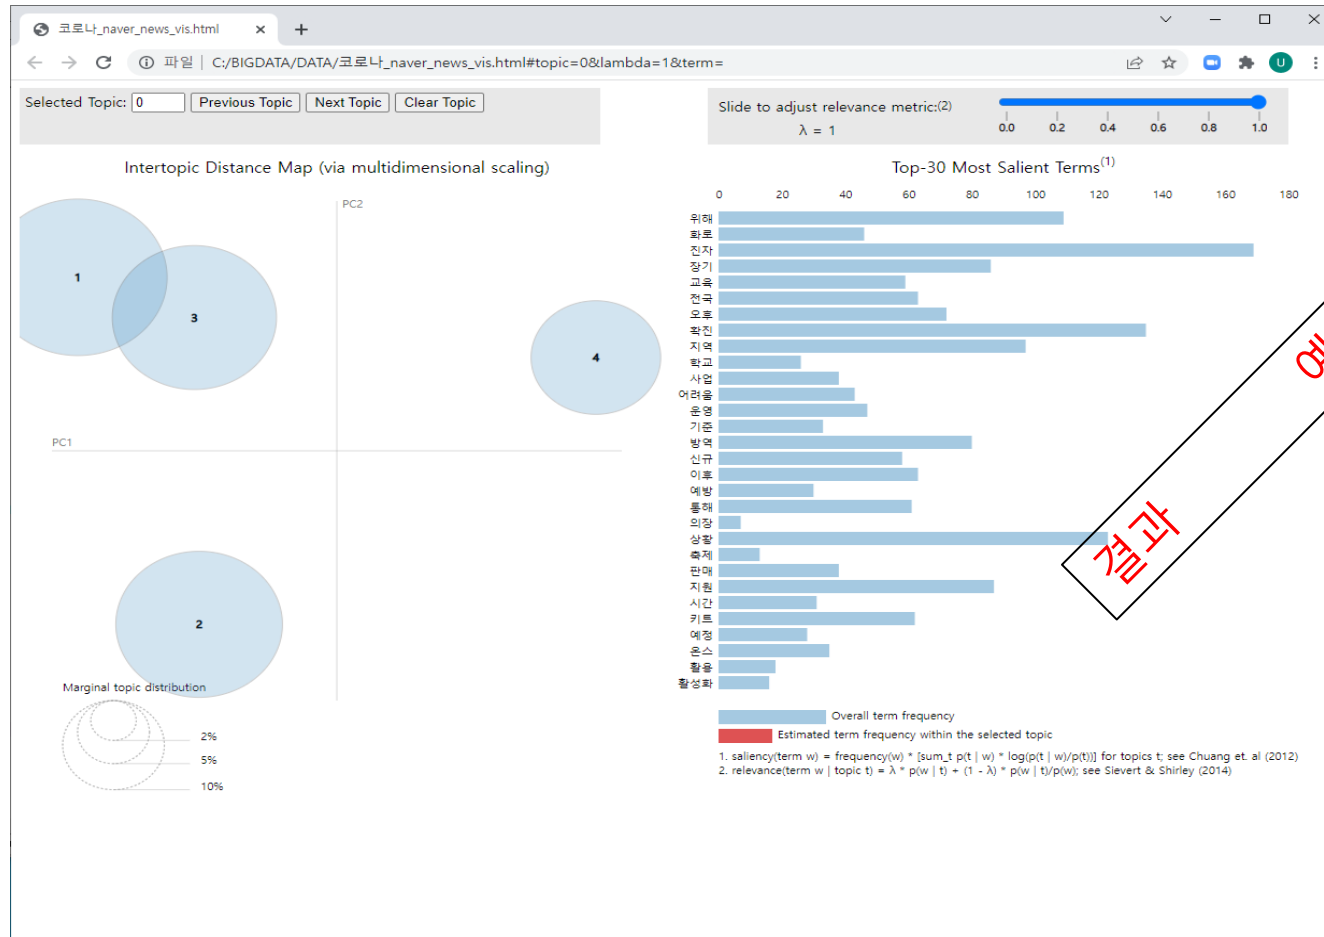 코로나_naver_news_vis.html
파일 | C:/BIGDATA/DATA/코로나_naver_news_vis.html#topic=0&lambda=1&term=
U
Selected Topic: 0 Previous Topic Next Topic Clear Topic
Slide to adjust relevance metric:(2)
λ = 1
0.0 0.2 0.4 0.6 0.8 1.0
Intertopic Distance Map (via multidimensional scaling)
PC2
1
3
4
PC1
2
Marginal topic distribution
2%
5%
10%
Top-30 Most Salient Terms(1)
0 20 40 60 80 100 120 140 160 180
위해
화로
진자
장기
교육
전국
오후
확진
지역
학교
사업
어려움
운영
기준
방역
신규
이후
예방
통해
의장
상황
축제
판매
지원
시간
키트
예정
온스
활용
활성화
Overall term frequency
Estimated term frequency within the selected topic
1. saliency(term w) = frequency(w) * [sum_t p(t | w) * log(p(t | w)/p(t))] for topics t; see Chuang et. al (2012)
2. relevance(term w | topic t) = λ * p(w | t) + (1 - λ) * p(w | t)/p(w); see Sievert & Shirley (2014)
결과